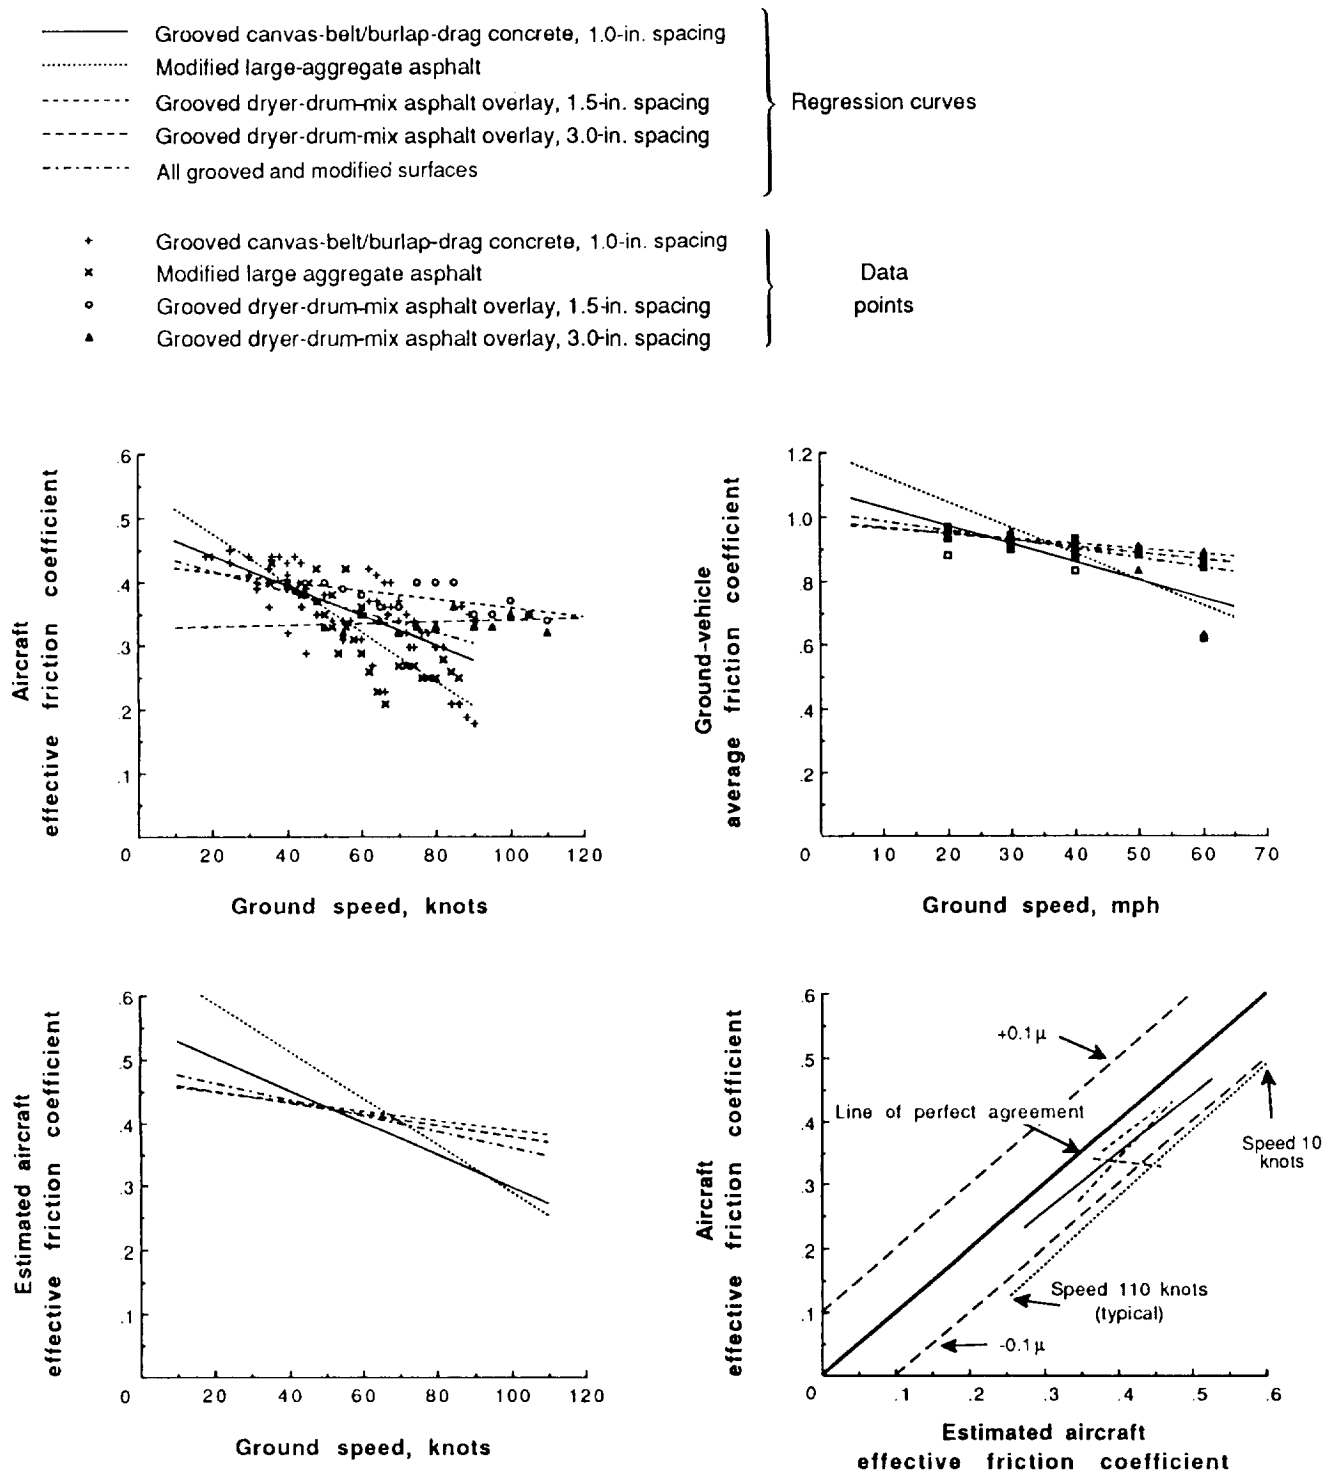 Grooved canvas-belt/burlap-drag concrete, 1.0-in. spacing
Modified large-aggregate asphalt
Grooved dryer-drum-mix asphalt overlay, 1.5-in. spacing
Grooved dryer-drum-mix asphalt overlay, 3.0-in. spacing
All grooved and modified surfaces
Regression curves
Grooved canvas-belt/burlap-drag concrete, 1.0-in. spacing
Modified large aggregate asphalt
Grooved dryer-drum-mix asphalt overlay, 1.5-in. spacing
Grooved dryer-drum-mix asphalt overlay, 3.0-in. spacing
Data
points
Aircraft
effective friction coefficient
.6
.5
.4
.3
.2
.1
0 20 40 60 80 100 120
Ground speed, knots
Ground-vehicle
average friction coefficient
1.2
1.0
.8
.6
.4
.2
0 10 20 30 40 50 60 70
Ground speed, mph
Estimated aircraft
effective friction coefficient
.6
.5
.4
.3
.2
.1
0 20 40 60 80 100 120
Ground speed, knots
Aircraft
effective friction coefficient
.6
.5
.4
.3
.2
.1
+0.1μ
Line of perfect agreement
Speed 10
knots
Speed 110 knots
(typical)
-0.1μ
0 .1 .2 .3 .4 .5 .6
Estimated aircraft
effective friction coefficient